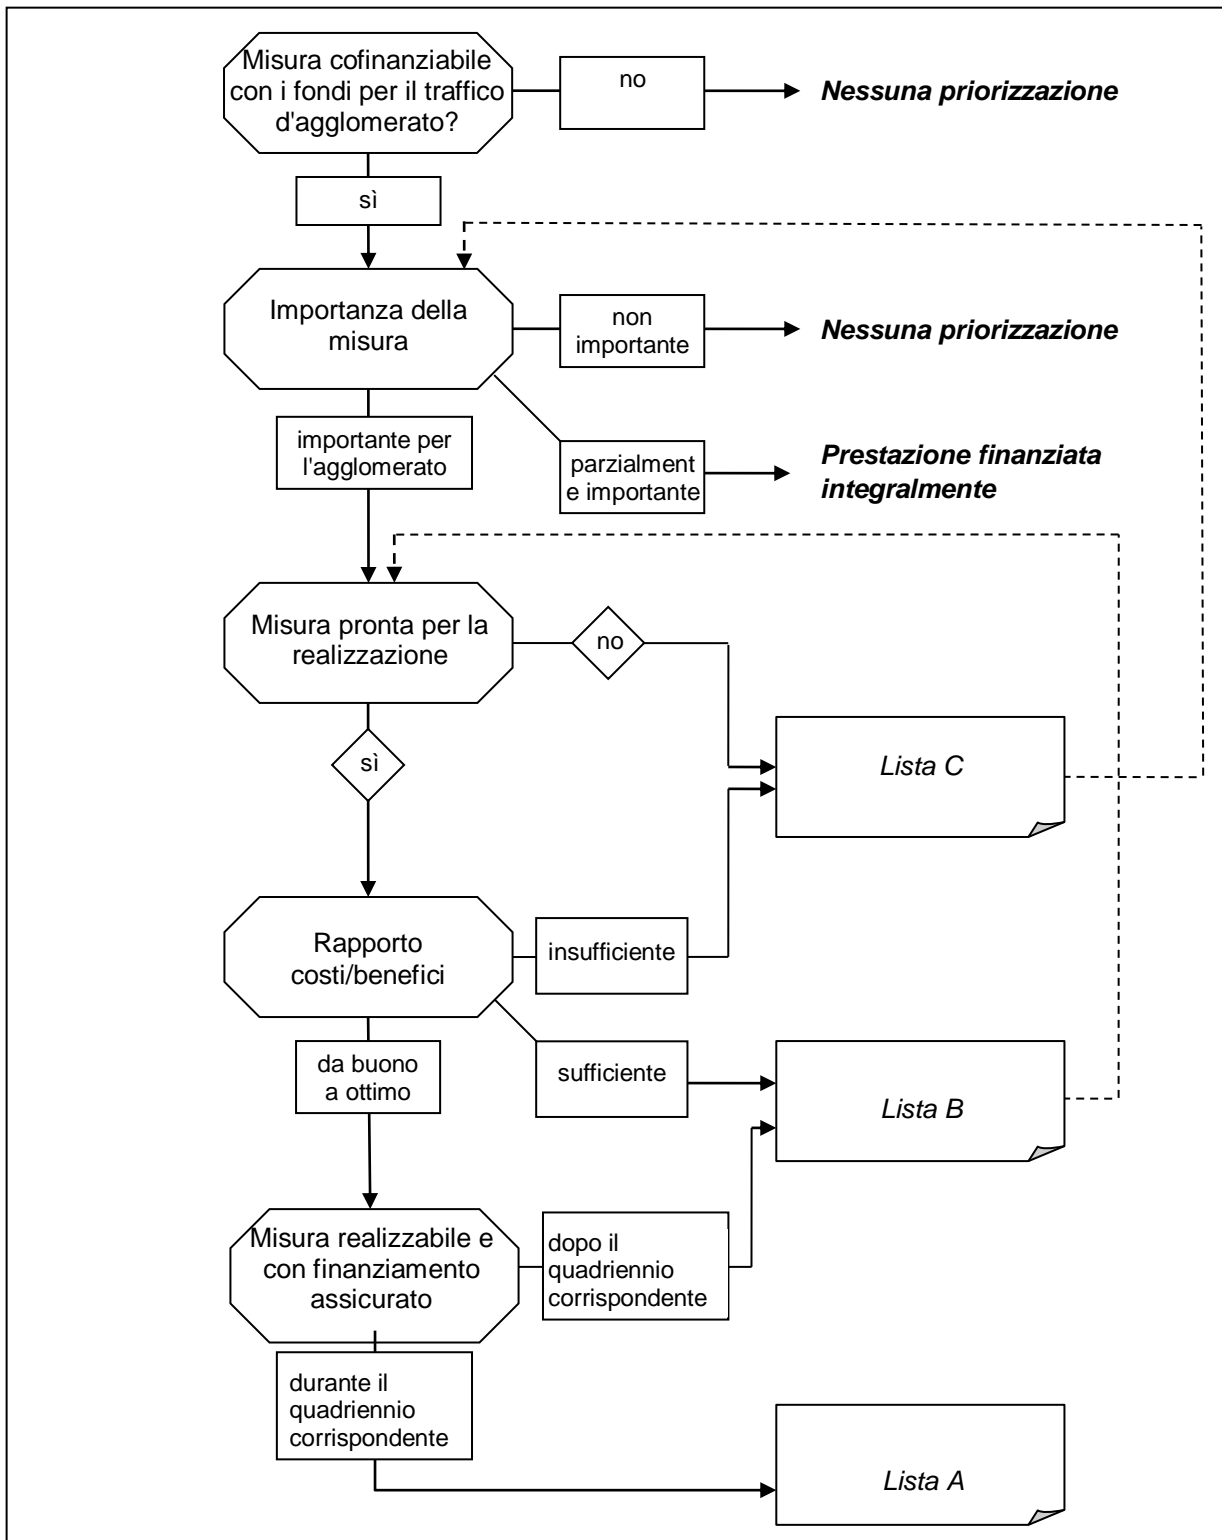 Misura cofinanziabile
con i fondi per il traffico
d'agglomerato?
no
Nessuna priorizzazione
sì
Importanza della
misura
non
importante
Nessuna priorizzazione
importante per
l'agglomerato
parzialment
e importante
Prestazione finanziata
integralmente
Misura pronta per la
realizzazione
no
sì
Lista C
Rapporto
costi/benefici
insufficiente
da buono
a ottimo
sufficiente
Lista B
Misura realizzabile e
con finanziamento
assicurato
dopo il
quadriennio
corrispondente
durante il
quadriennio
corrispondente
Lista A